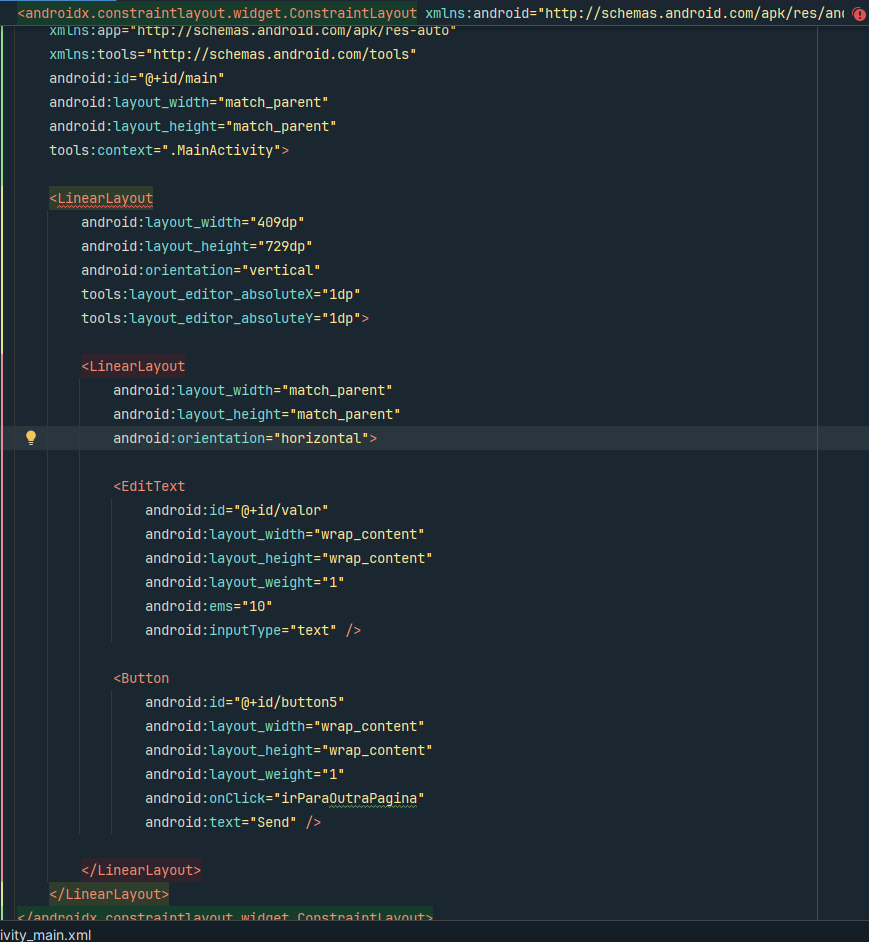 <androidx.constraintlayout.widget.ConstraintLayout xmlns:android="http://schemas.android.com/apk/res/and
xmlns:app="http://schemas.android.com/apk/res-auto"
xmlns:tools="http://schemas.android.com/tools"
android:id="@+id/main"
android:layout_width="match_parent"
android:layout_height="match_parent"
tools:context=".MainActivity">
<LinearLayout
android:layout_width="409dp"
android:layout_height="729dp"
android:orientation="vertical"
tools:layout_editor_absoluteX="1dp"
tools:layout_editor_absoluteY="1dp">
<LinearLayout
android:layout_width="match_parent"
android:layout_height="match_parent"
android:orientation="horizontal">
<EditText
android:id="@+id/valor"
android:layout_width="wrap_content"
android:layout_height="wrap_content"
android:layout_weight="1"
android:ems="10"
android:inputType="text" />
<Button
android:id="@+id/button5"
android:layout_width="wrap_content"
android:layout_height="wrap_content"
android:layout_weight="1"
android:onClick="irParaOutraPagina"
android:text="Send" />
</LinearLayout>
</LinearLayout>
</androidx.constraintlayout.widget.ConstraintLayout>
ivity_main.xml